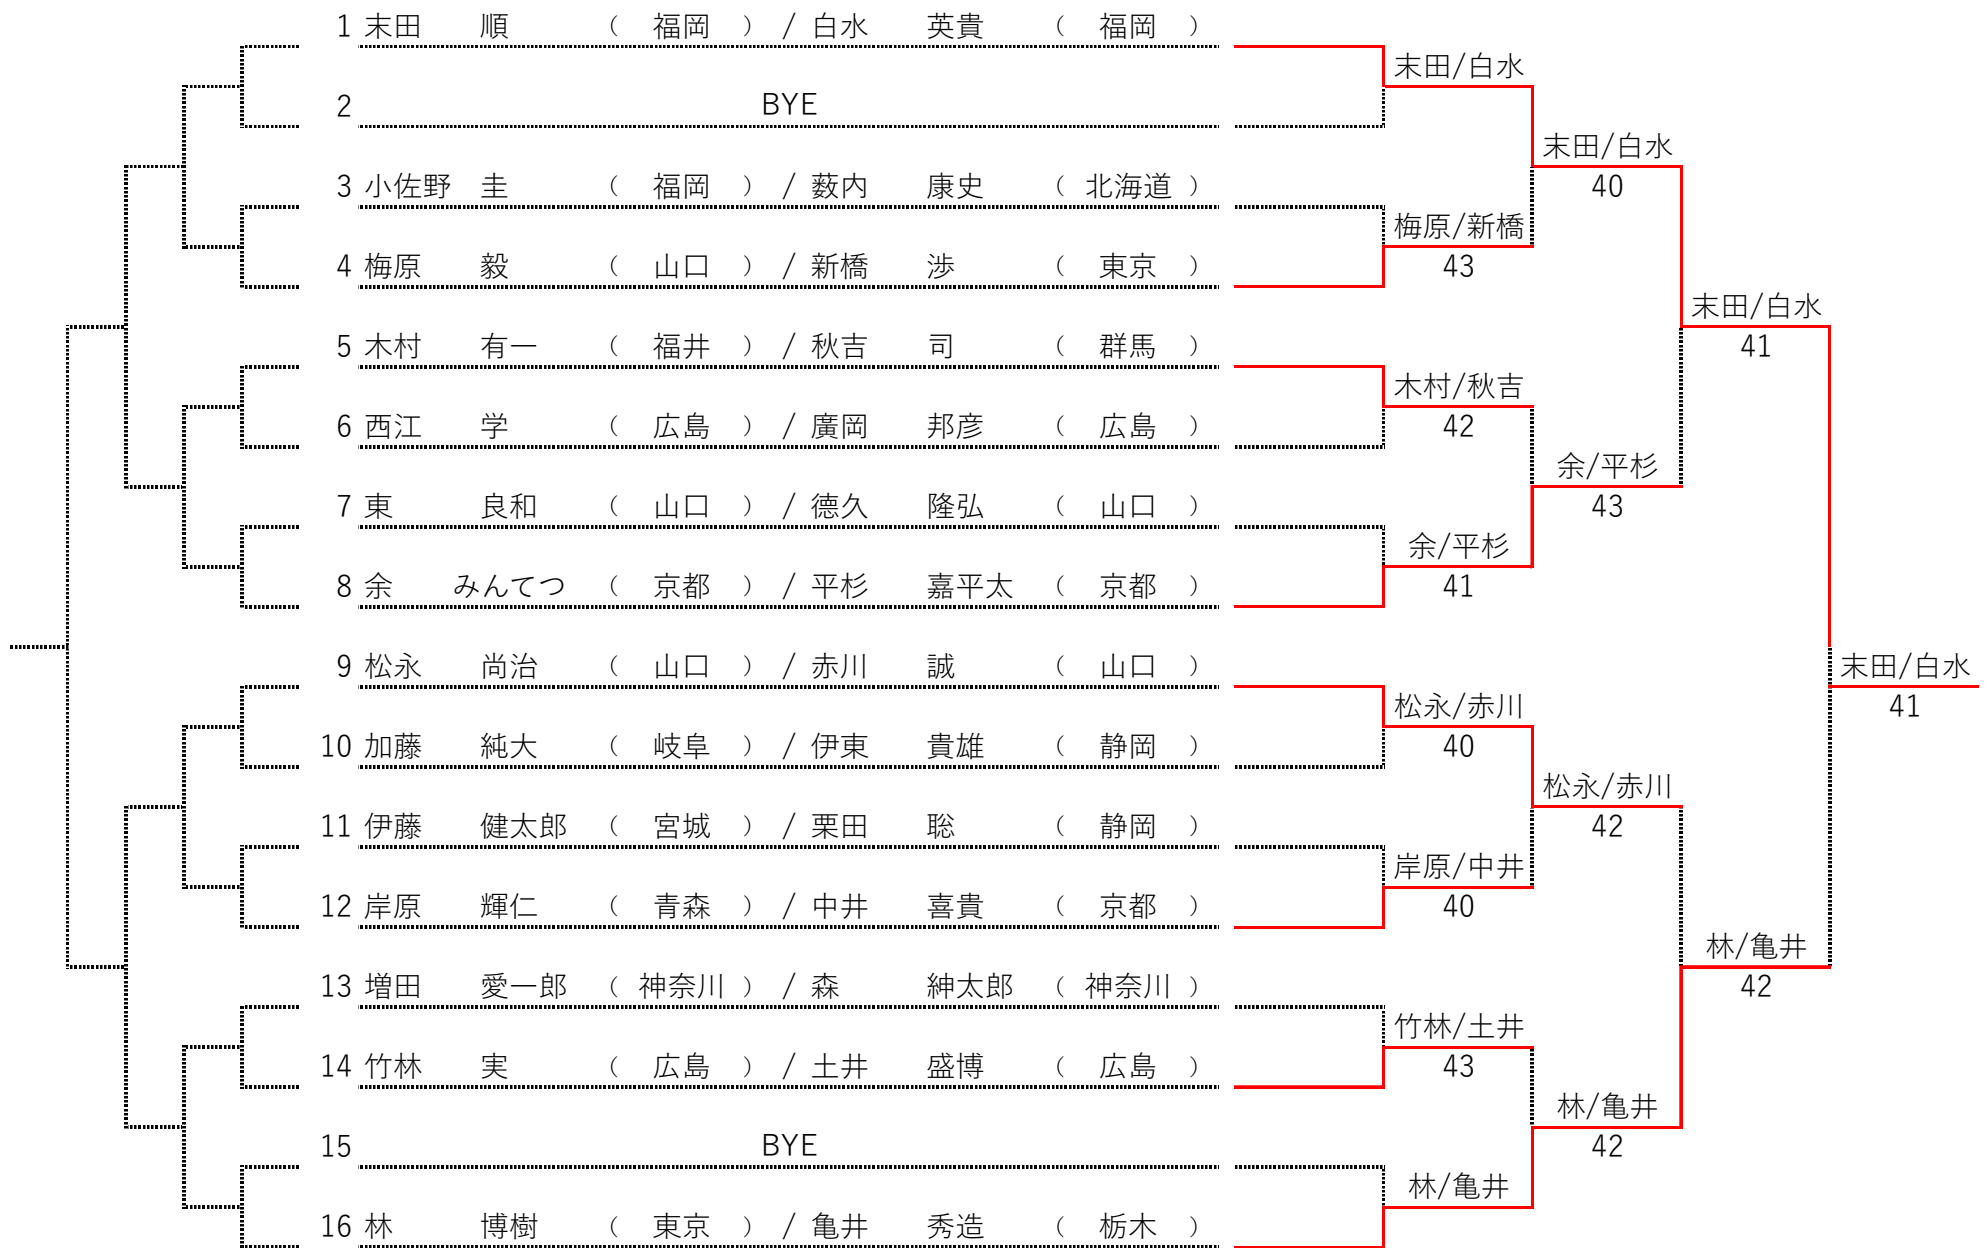 1 末田 順 ( 福岡 ) / 白水 英貴 ( 福岡 )
末田/白水
2 BYE
末田/白水
3 小佐野 圭 ( 福岡 ) / 薮内 康史 ( 北海道 )
40
梅原/新橋
4 梅原 毅 ( 山口 ) / 新橋 渉 ( 東京 )
43
末田/白水
5 木村 有一 ( 福井 ) / 秋吉 司 ( 群馬 )
41
木村/秋吉
6 西江 学 ( 広島 ) / 廣岡 邦彦 ( 広島 )
42
余/平杉
7 東 良和 ( 山口 ) / 德久 隆弘 ( 山口 )
43
余/平杉
8 余 みんてつ ( 京都 ) / 平杉 嘉平太 ( 京都 )
41
9 松永 尚治 ( 山口 ) / 赤川 誠 ( 山口 )
末田/白水
松永/赤川
41
10 加藤 純大 ( 岐阜 ) / 伊東 貴雄 ( 静岡 )
40
松永/赤川
11 伊藤 健太郎 ( 宮城 ) / 栗田 聡 ( 静岡 )
42
岸原/中井
12 岸原 輝仁 ( 青森 ) / 中井 喜貴 ( 京都 )
40
林/亀井
13 増田 愛一郎 ( 神奈川 ) / 森 紳太郎 ( 神奈川 )
42
竹林/土井
14 竹林 実 ( 広島 ) / 土井 盛博 ( 広島 )
43
林/亀井
15 BYE
42
林/亀井
16 林 博樹 ( 東京 ) / 亀井 秀造 ( 栃木 )